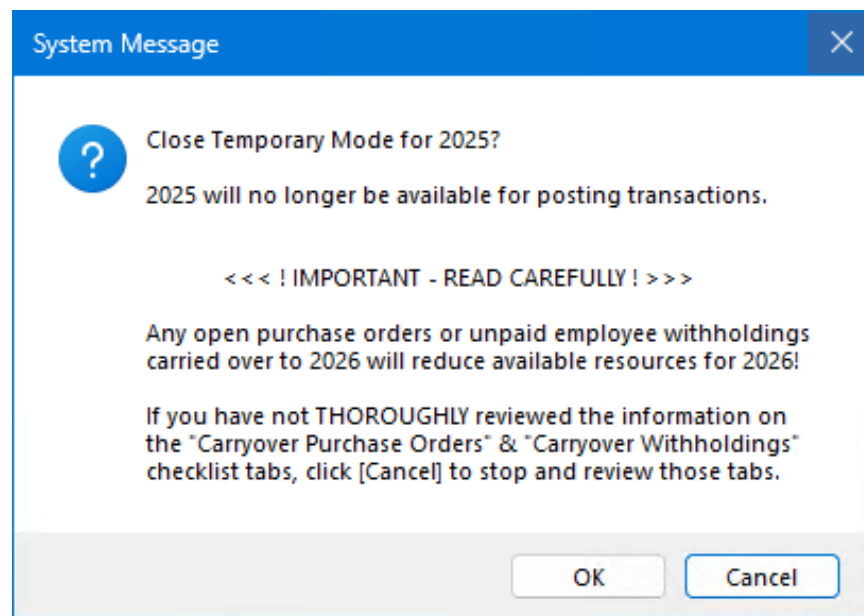 System Message
Close Temporary Mode for 2025?
2025 will no longer be available for posting transactions.
< < < ! IMPORTANT - READ CAREFULLY ! > > >
Any open purchase orders or unpaid employee withholdings
carried over to 2026 will reduce available resources for 2026!
If you have not THOROUGHLY reviewed the information on
the "Carryover Purchase Orders" & "Carryover Withholdings"
checklist tabs, click [Cancel] to stop and review those tabs.
OK
Cancel